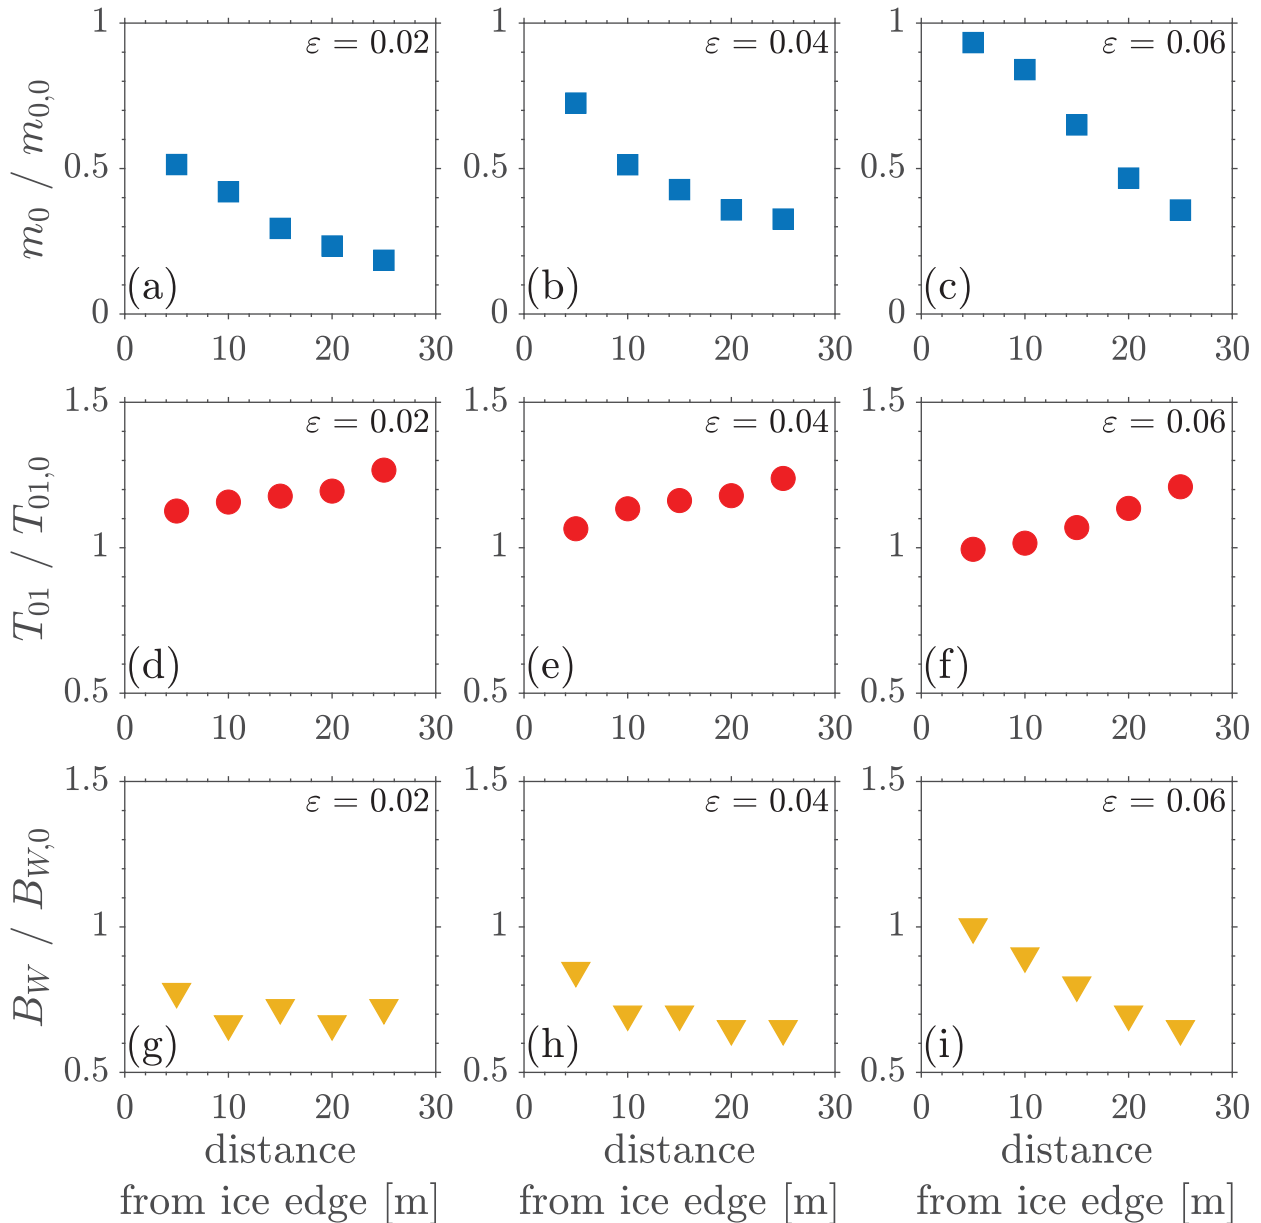 m₀ / m₀,₀
1
0.5
0
ε = 0.02
(a)
0 10 20 30
1
0.5
0
ε = 0.04
(b)
0 10 20 30
1
0.5
0
ε = 0.06
(c)
0 10 20 30
T₀₁ / T₀₁,₀
1.5
1
0.5
ε = 0.02
(d)
0 10 20 30
1.5
1
0.5
ε = 0.04
(e)
0 10 20 30
1.5
1
0.5
ε = 0.06
(f)
0 10 20 30
B_W / B_W,0
1.5
1
0.5
ε = 0.02
(g)
0 10 20 30
distance
from ice edge [m]
1.5
1
0.5
ε = 0.04
(h)
0 10 20 30
distance
from ice edge [m]
1.5
1
0.5
ε = 0.06
(i)
0 10 20 30
distance
from ice edge [m]